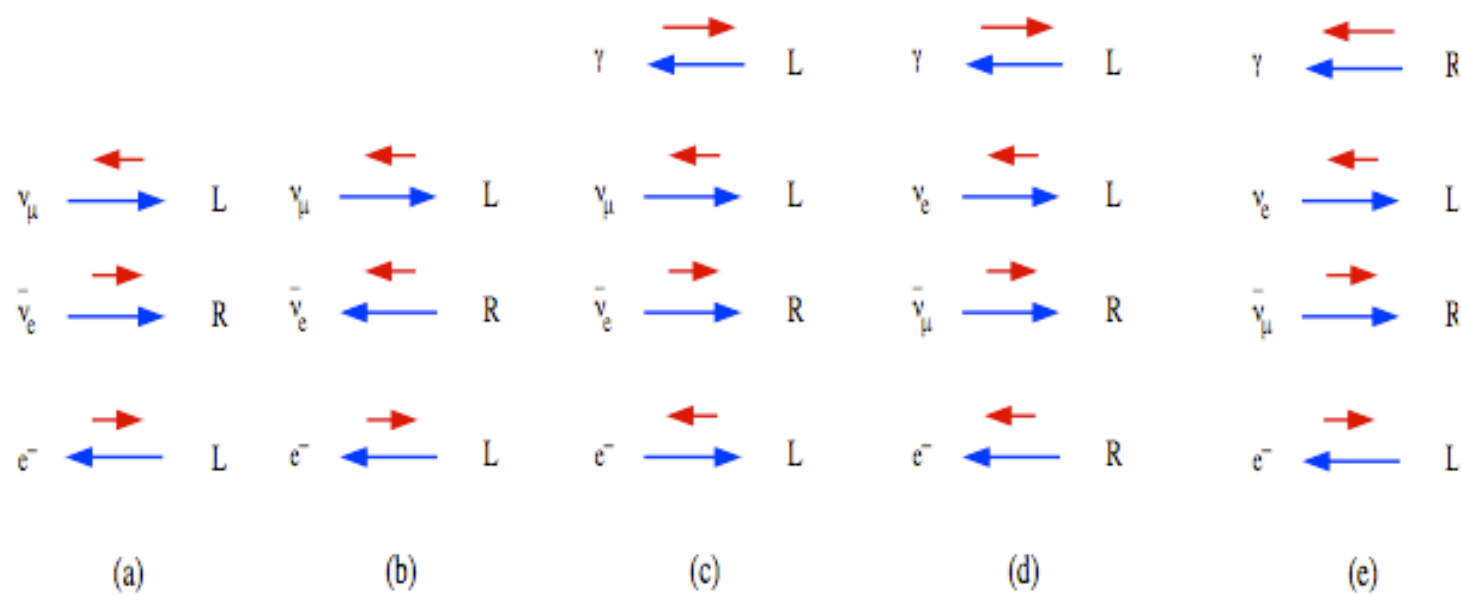 γ L γ L γ R
ν_μ L ν_μ L ν_μ L ν_e L ν_e L
ν̄_e R ν̄_e R ν̄_e R ν̄_μ R ν̄_μ R
e⁻ L e⁻ L e⁻ L e⁻ R e⁻ L
(a) (b) (c) (d) (e)